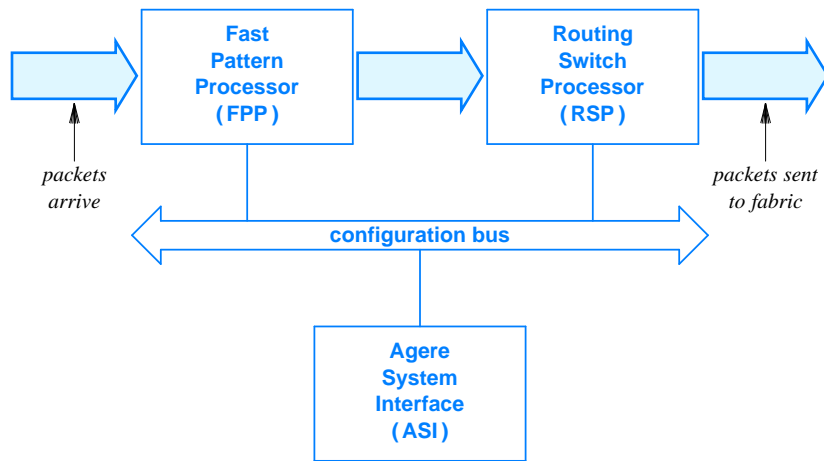 Fast
Pattern
Processor
(FPP)
Routing
Switch
Processor
(RSP)
packets
arrive
packets sent
to fabric
configuration bus
Agere
System
Interface
(ASI)